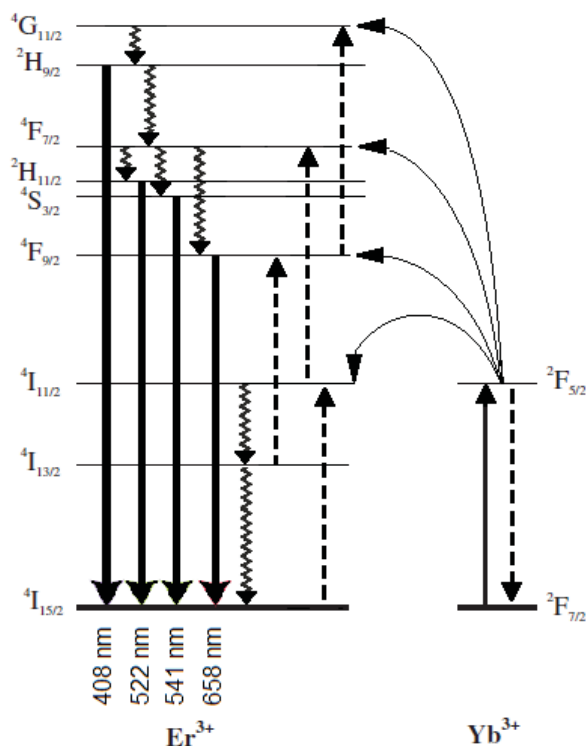 ⁴G₁₁/₂
²H₉/₂
⁴F₇/₂
²H₁₁/₂
⁴S₃/₂
⁴F₉/₂
⁴I₁₁/₂
²F₅/₂
⁴I₁₃/₂
⁴I₁₅/₂
²F₇/₂
408 nm
522 nm
541 nm
658 nm
Er³⁺
Yb³⁺